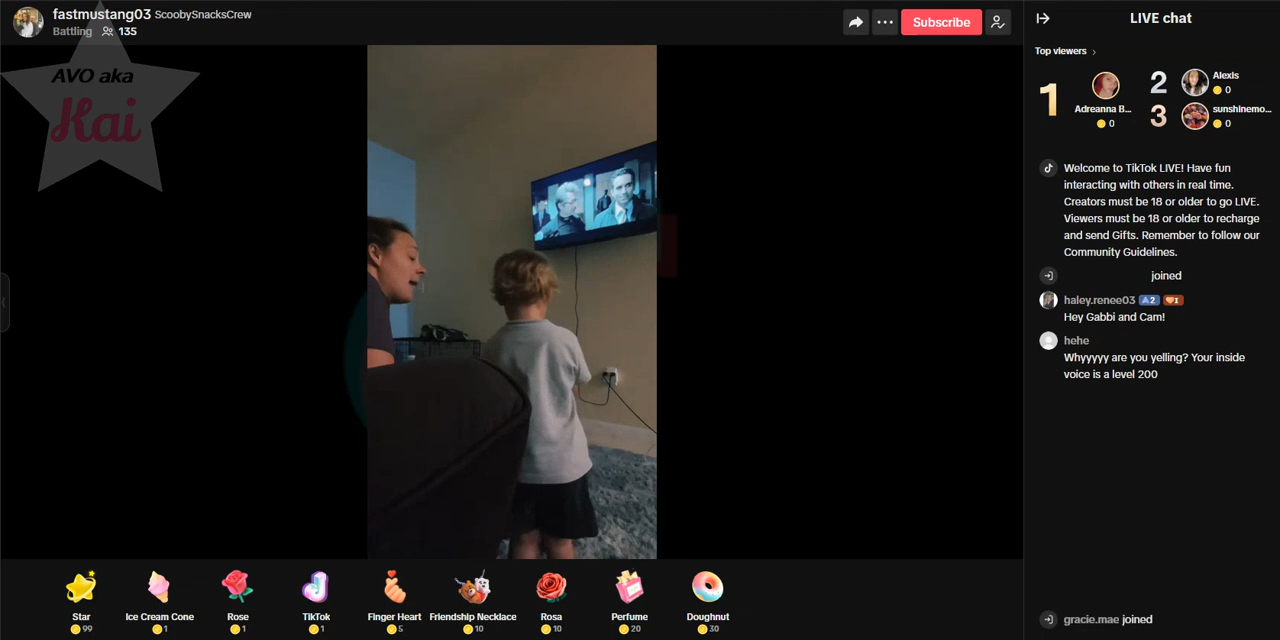 fastmustang03 ScoobySnacksCrew
Battling 135
Subscribe
AVO aka
Kai
LIVE chat
Top viewers
1
Adreanna B...
0
2
Alexis
0
3
sunshinemo...
0
Welcome to TikTok LIVE! Have fun
interacting with others in real time.
Creators must be 18 or older to go LIVE.
Viewers must be 18 or older to recharge
and send Gifts. Remember to follow our
Community Guidelines.
joined
haley.renee03 2 I
Hey Gabbi and Cam!
hehe
Whyyyyy are you yelling? Your inside
voice is a level 200
gracie.mae joined
Star
99
Ice Cream Cone
1
Rose
1
TikTok
1
Finger Heart
5
Friendship Necklace
10
Rosa
10
Perfume
20
Doughnut
30